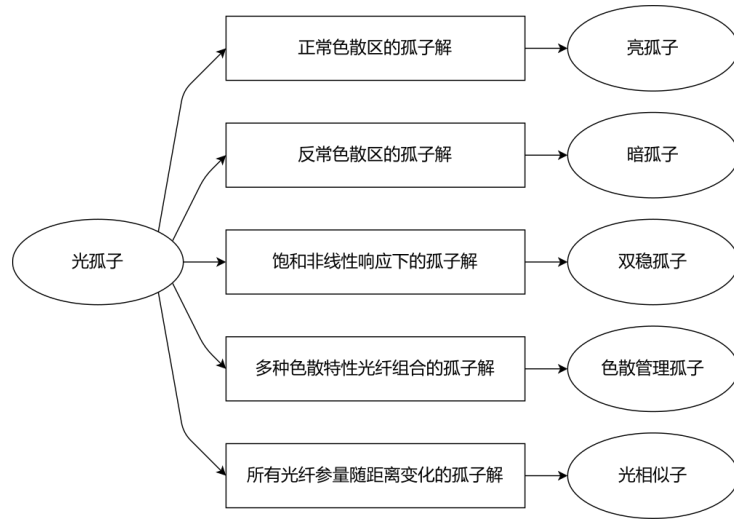 光孤子
正常色散区的孤子解
亮孤子
反常色散区的孤子解
暗孤子
饱和非线性响应下的孤子解
双稳孤子
多种色散特性光纤组合的孤子解
色散管理孤子
所有光纤参量随距离变化的孤子解
光相似子